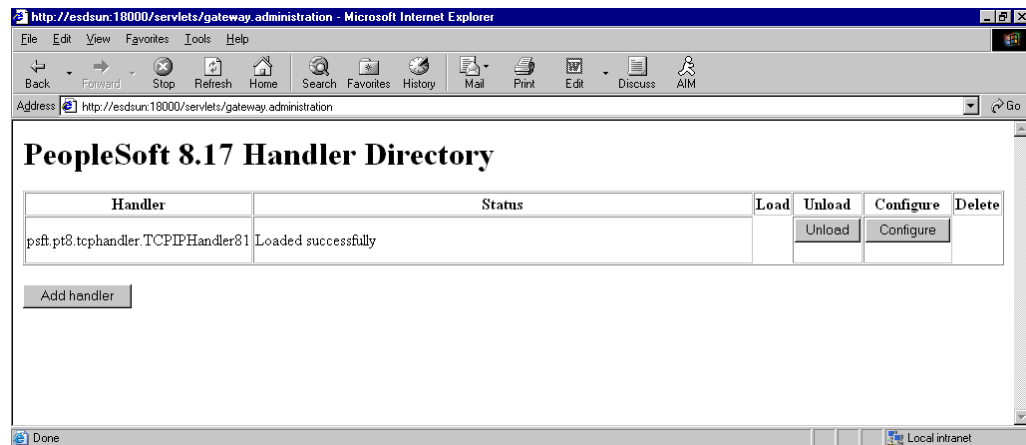 http://esdsun:18000/servlets/gateway.administration - Microsoft Internet Explorer
File Edit View Favorites Tools Help
Back Forward Stop Refresh Home Search Favorites History Mail Print Edit Discuss AIM
Address http://esdsun:18000/servlets/gateway.administration Go
PeopleSoft 8.17 Handler Directory
Handler Status Load Unload Configure Delete
psft.pt8.tcphandler.TCPIPHandler81 Loaded successfully Unload Configure
Add handler
Done Local intranet